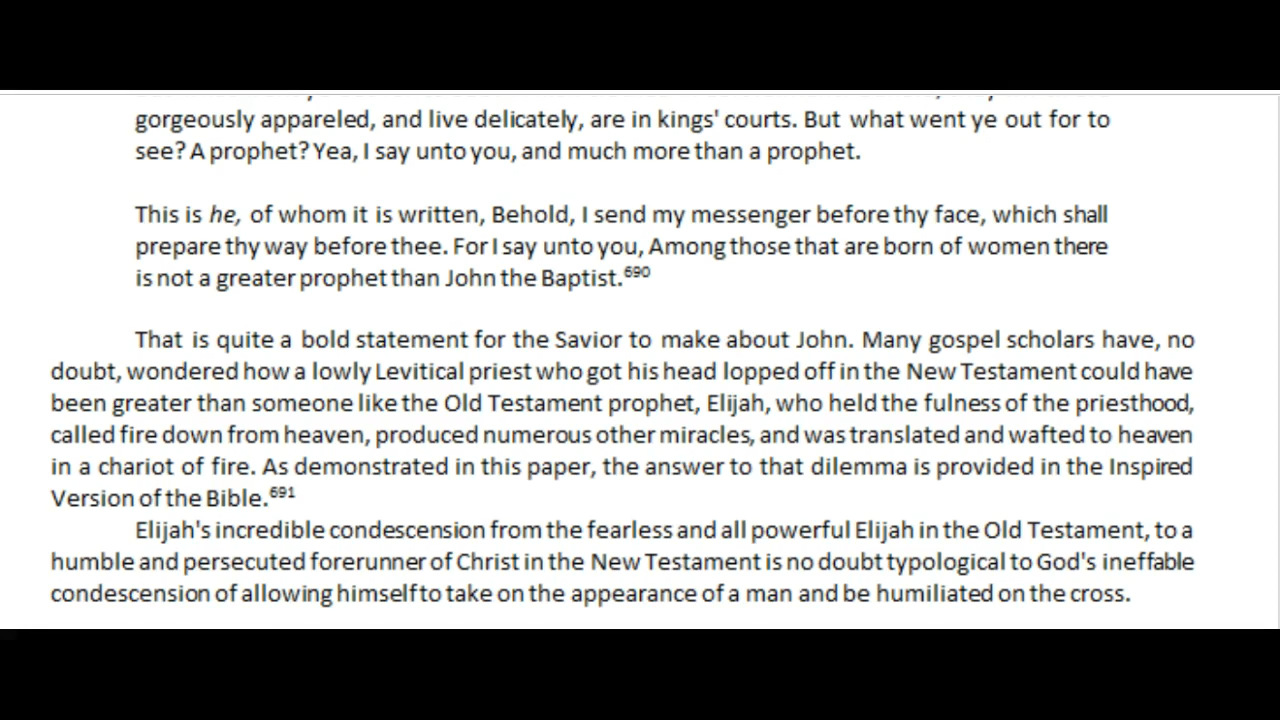 gorgeously appareled, and live delicately, are in kings' courts. But what went ye out for to
see? A prophet? Yea, I say unto you, and much more than a prophet.
This is he, of whom it is written, Behold, I send my messenger before thy face, which shall
prepare thy way before thee. For I say unto you, Among those that are born of women there
is not a greater prophet than John the Baptist.690
That is quite a bold statement for the Savior to make about John. Many gospel scholars have, no
doubt, wondered how a lowly Levitical priest who got his head lopped off in the New Testament could have
been greater than someone like the Old Testament prophet, Elijah, who held the fulness of the priesthood,
called fire down from heaven, produced numerous other miracles, and was translated and wafted to heaven
in a chariot of fire. As demonstrated in this paper, the answer to that dilemma is provided in the Inspired
Version of the Bible.691
Elijah's incredible condescension from the fearless and all powerful Elijah in the Old Testament, to a
humble and persecuted forerunner of Christ in the New Testament is no doubt typological to God's ineffable
condescension of allowing himself to take on the appearance of a man and be humiliated on the cross.